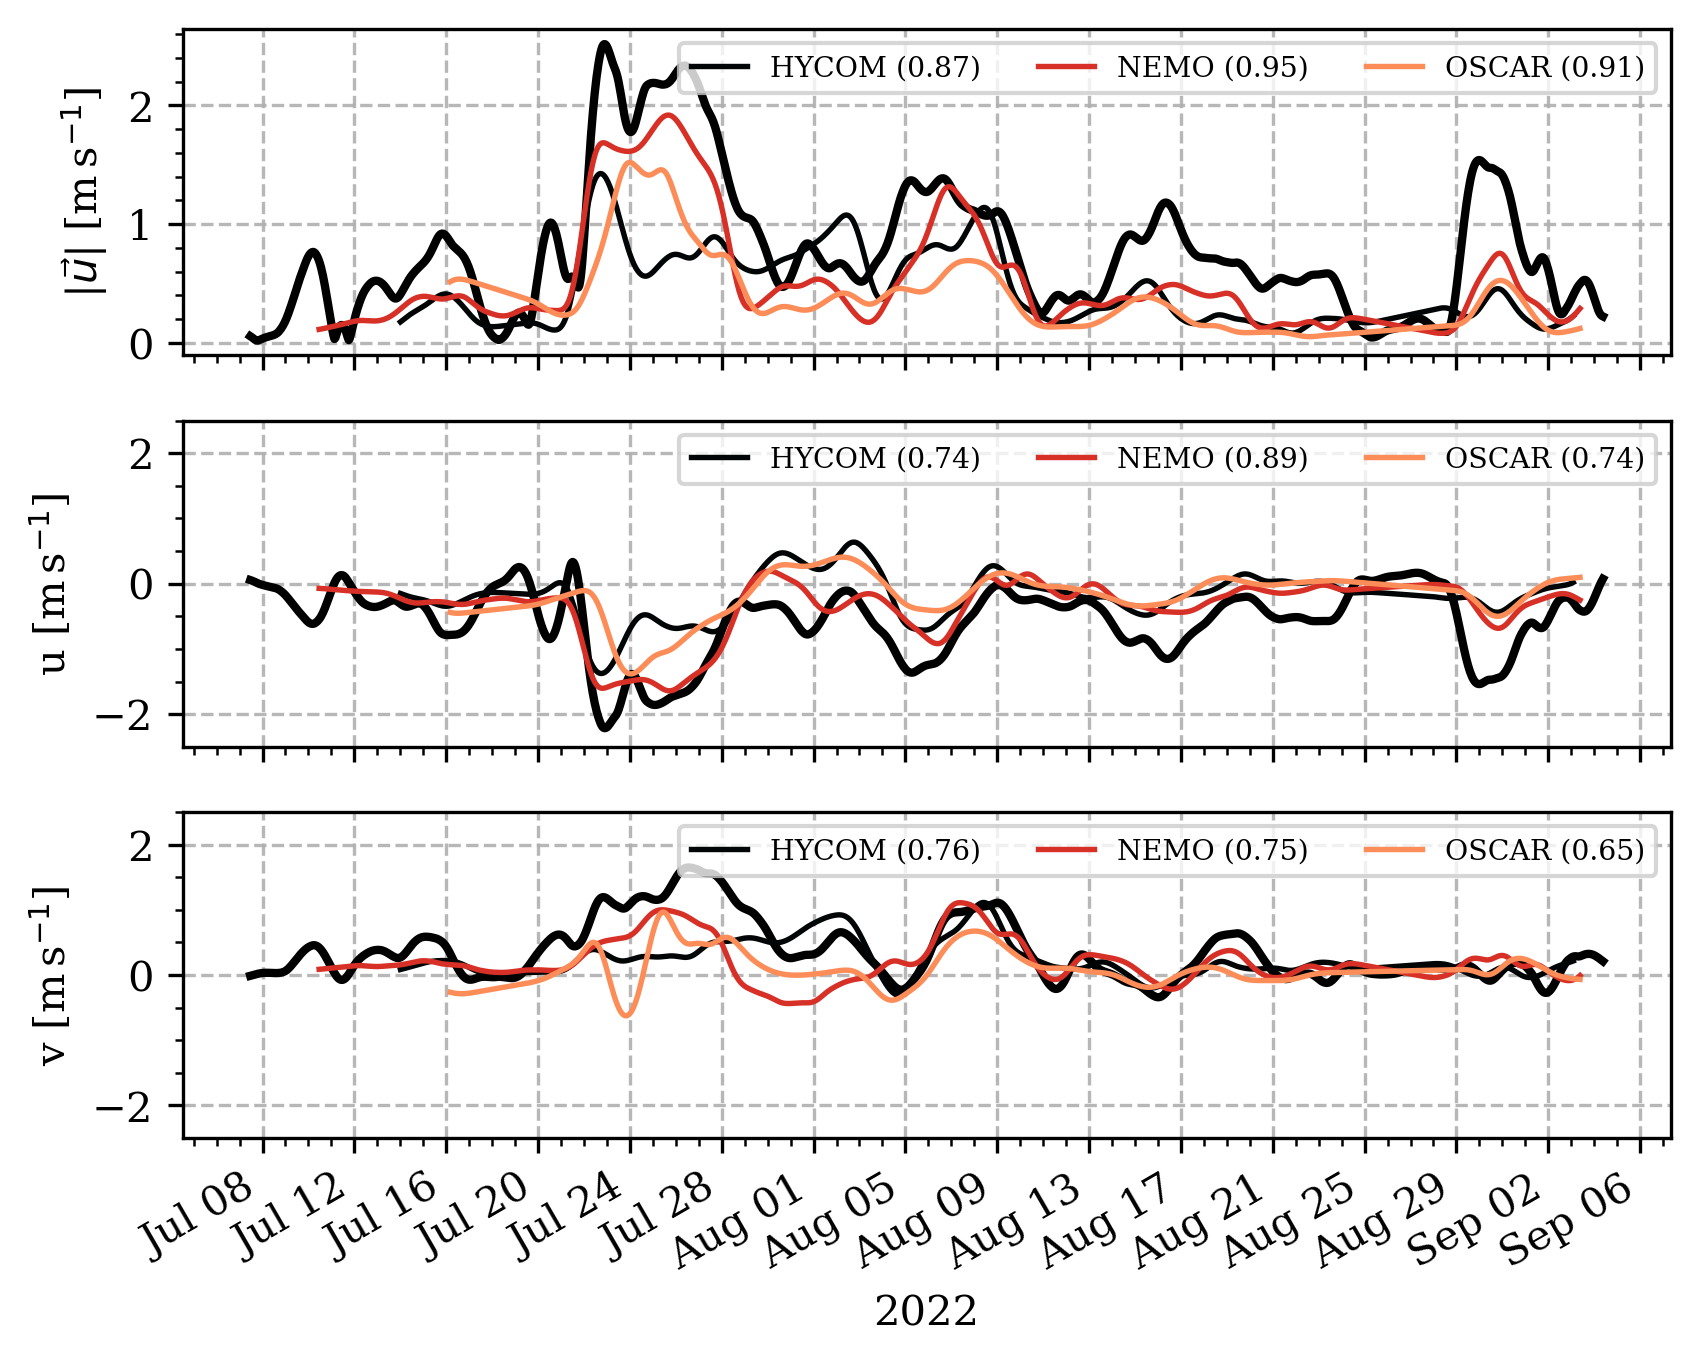 HYCOM (0.87) NEMO (0.95) OSCAR (0.91)
|u⃗| [m s⁻¹]
2
1
0
HYCOM (0.74) NEMO (0.89) OSCAR (0.74)
u [m s⁻¹]
2
0
−2
HYCOM (0.76) NEMO (0.75) OSCAR (0.65)
v [m s⁻¹]
2
0
−2
Jul 08 Jul 12 Jul 16 Jul 20 Jul 24 Jul 28 Aug 01 Aug 05 Aug 09 Aug 13 Aug 17 Aug 21 Aug 25 Aug 29 Sep 02 Sep 06
2022